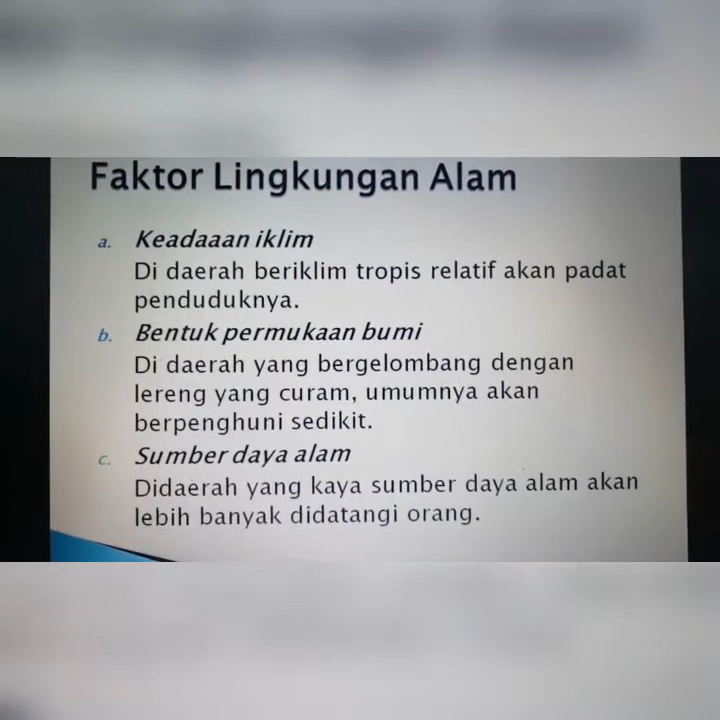 Faktor Lingkungan Alam
a. Keadaaan iklim
Di daerah beriklim tropis relatif akan padat
penduduknya.
b. Bentuk permukaan bumi
Di daerah yang bergelombang dengan
lereng yang curam, umumnya akan
berpenghuni sedikit.
c. Sumber daya alam
Didaerah yang kaya sumber daya alam akan
lebih banyak didatangi orang.